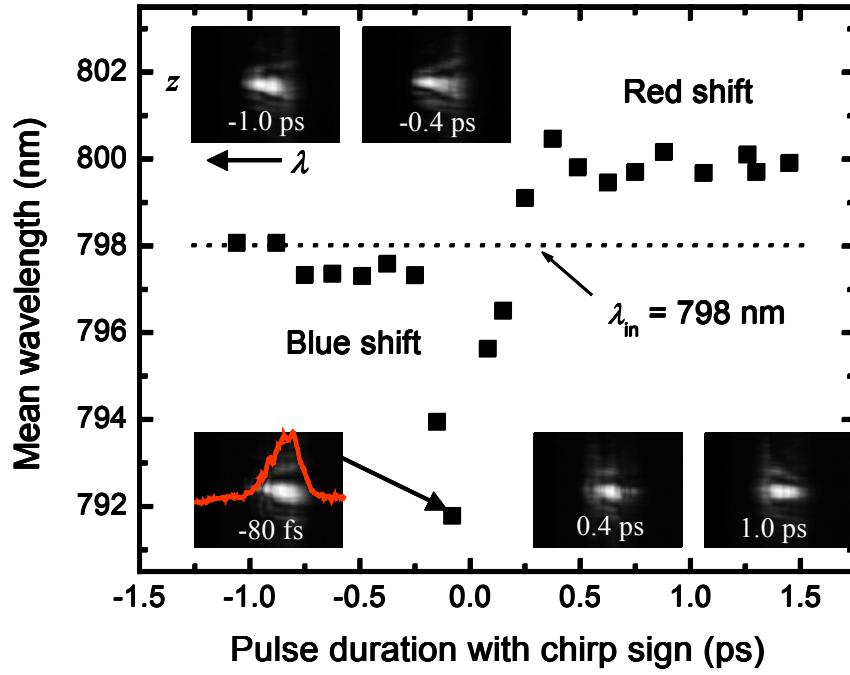 802
800
798
796
794
792
Mean wavelength (nm)
z
-1.0 ps
-0.4 ps
λ
Red shift
λin = 798 nm
Blue shift
-80 fs
0.4 ps
1.0 ps
-1.5 -1.0 -0.5 0.0 0.5 1.0 1.5
Pulse duration with chirp sign (ps)